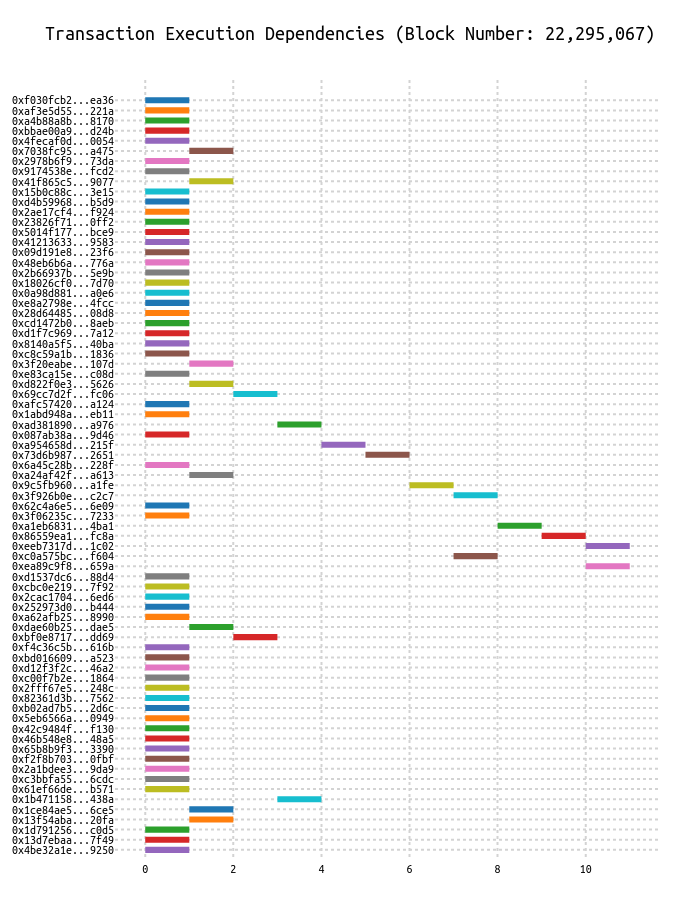 Transaction Execution Dependencies (Block Number: 22,295,067)
0xf030fcb2...ea36
0xaf3e5d55...221a
0xa4b88a8b...8170
0xbbae00a9...d24b
0x4fecaf0d...0054
0x7038fc95...a475
0x2978b6f9...73da
0x9174538e...fcd2
0x41f865c5...9077
0x15b0c88c...3e15
0xd4b59968...b5d9
0x2ae17cf4...f924
0x23826f71...0ff2
0x5014f177...bce9
0x41213633...9583
0x09d191e8...23f6
0x48eb6b6a...776a
0x2b66937b...5e9b
0x18026cf0...7d70
0x0a98d881...a0e6
0xe8a2798e...4fcc
0x28d64485...08d8
0xcd1472b0...8aeb
0xd1f7c969...7a12
0x8140a5f5...40ba
0xc8c59a1b...1836
0x3f20eabe...107d
0xe83ca15e...c08d
0xd822f0e3...5626
0x69cc7d2f...fc06
0xafc57420...a124
0x1abd948a...eb11
0xad381890...a976
0x087ab38a...9d46
0xa954658d...215f
0x73d6b987...2651
0x6a45c28b...228f
0xa24af42f...a613
0x9c5fb960...a1fe
0x3f926b0e...c2c7
0x62c4a6e5...6e09
0x3f06235c...7233
0xa1eb6831...4ba1
0x86559ea1...fc8a
0xeeb7317d...1c02
0xc0a575bc...f604
0xea89c9f8...659a
0xd1537dc6...88d4
0xcbc0e219...7f92
0x2cac1704...6ed6
0x252973d0...b444
0xa62afb25...8990
0xdae60b25...dae5
0xbf0e8717...dd69
0xf4c36c5b...616b
0xbd016609...a523
0xd12f3f2c...46a2
0xc00f7b2e...1864
0x2fff67e5...248c
0x82361d3b...7562
0xb02ad7b5...2d6c
0x5eb6566a...0949
0x42c9484f...f130
0x46b548e8...48a5
0x65b8b9f3...3390
0xf2f8b703...0fbf
0x2a1bdee3...9da9
0xc3bbfa55...6cdc
0x61ef66de...b571
0x1b471158...438a
0x1ce84ae5...6ce5
0x13f54aba...20fa
0x1d791256...c0d5
0x13d7ebaa...7f49
0x4be32a1e...9250
0 2 4 6 8 10